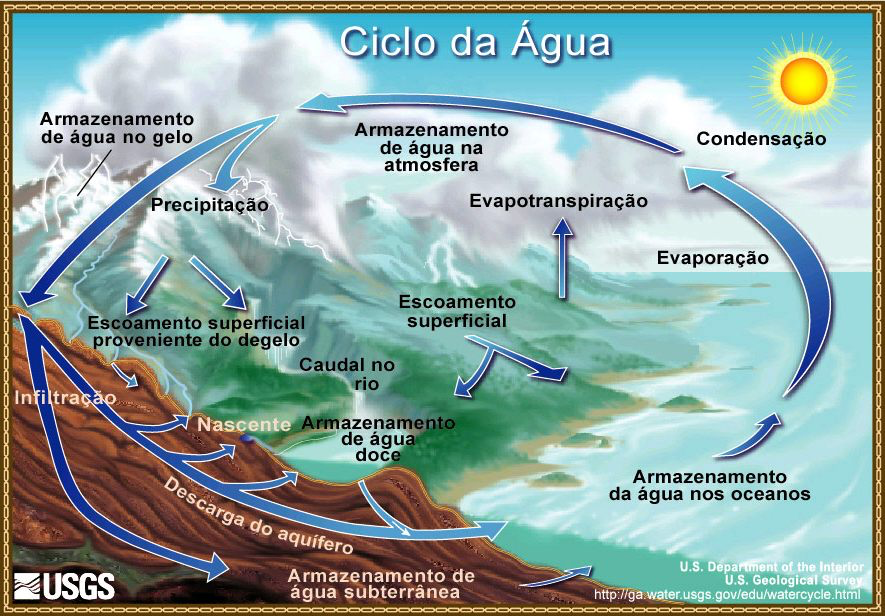 Ciclo da Água
Armazenamento
de água no gelo
Armazenamento
de água na
atmosfera
Condensação
Precipitação
Evapotranspiração
Evaporação
Escoamento
superficial
Escoamento superficial
proveniente do degelo
Caudal no
rio
Infiltração
Nascente
Armazenamento
de água
doce
Armazenamento
da água nos oceanos
Descarga do aquífero
Armazenamento de
água subterrânea
USGS
U.S. Department of the Interior
U.S. Geological Survey
http://ga.water.usgs.gov/edu/watercycle.html